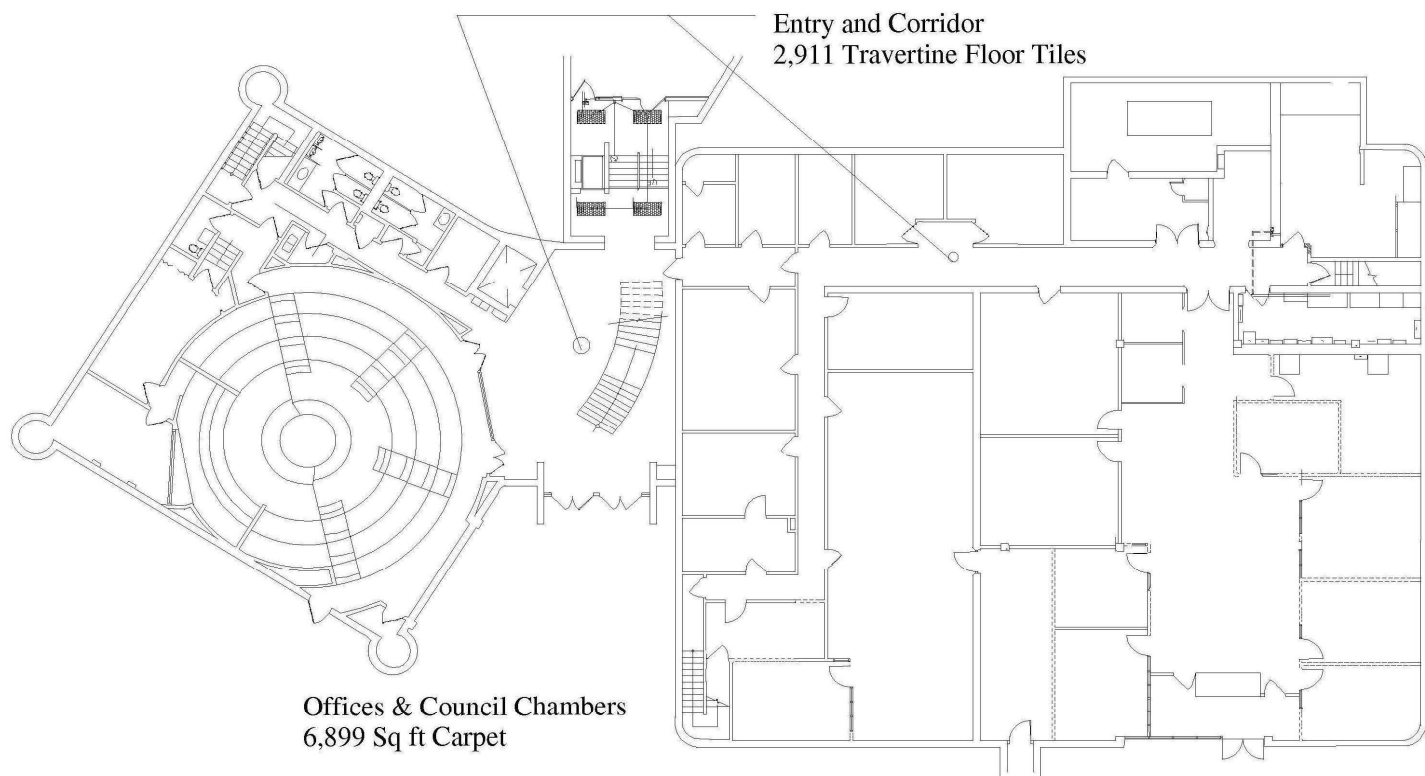 Entry and Corridor
2,911 Travertine Floor Tiles
Offices & Council Chambers
6,899 Sq ft Carpet